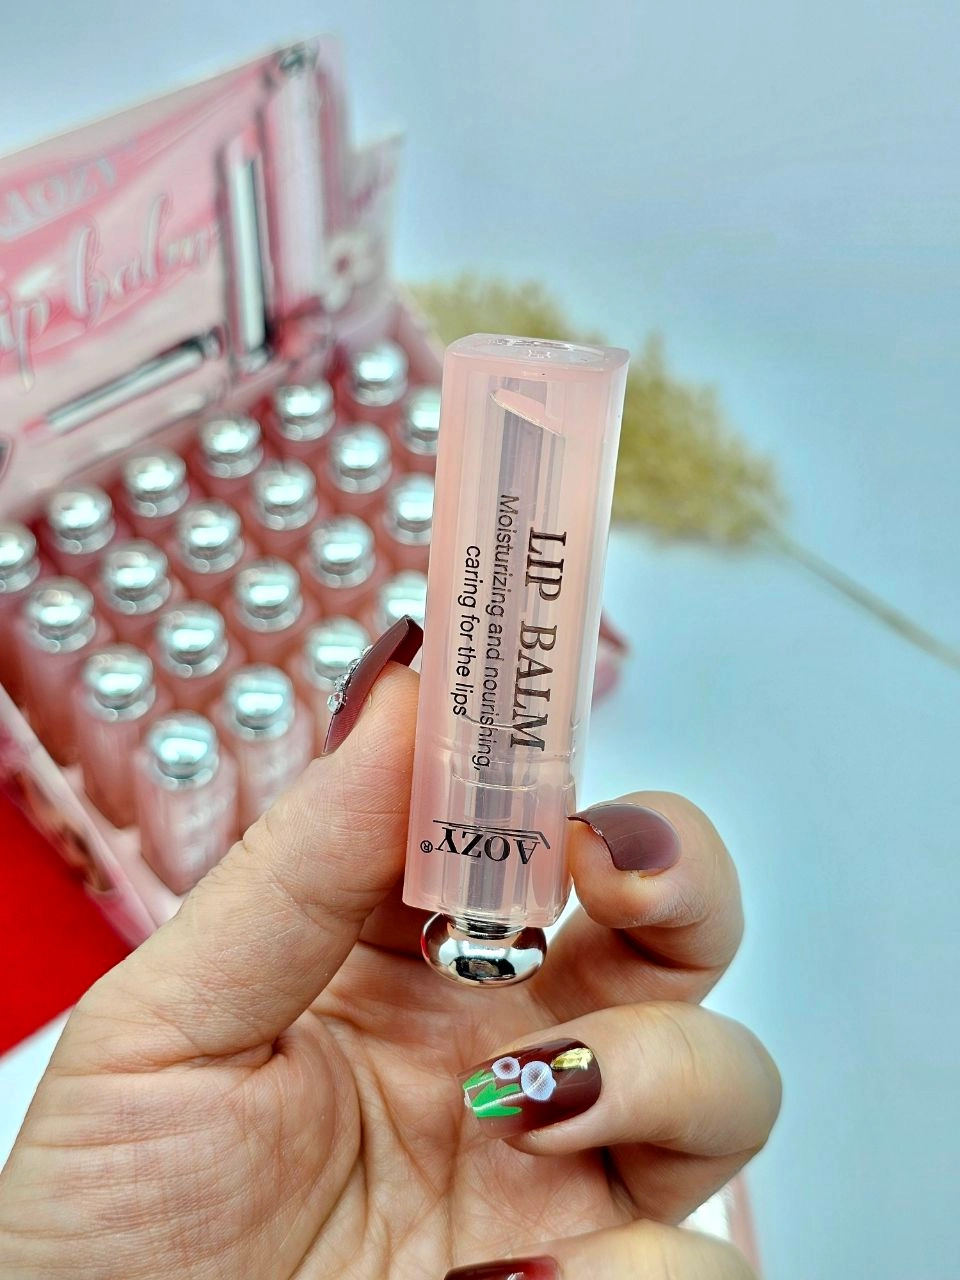 AOZY
lip balm
LIP BALM
Moisturizing and nourishing,
caring for the lips
AOZY®